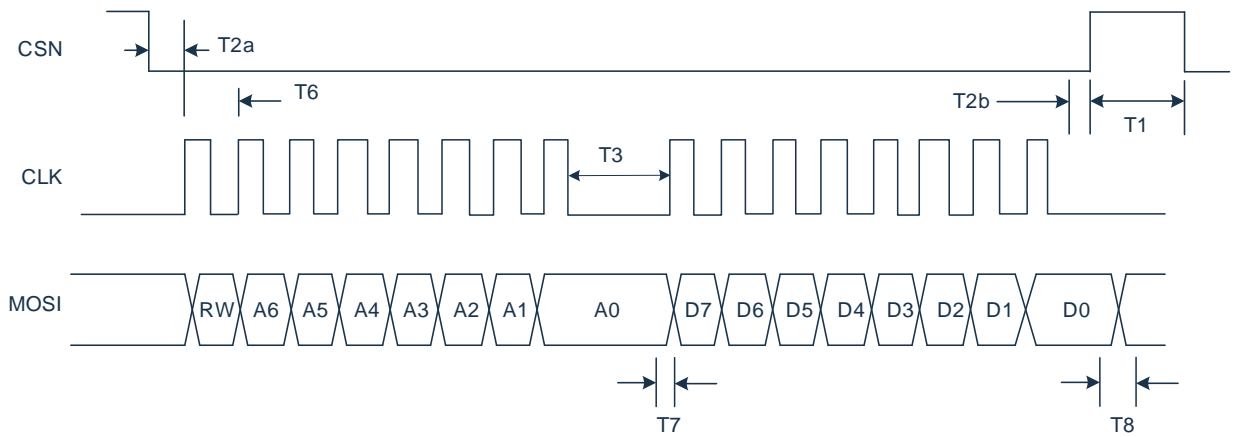 CSN
T2a
T6
T2b
T1
CLK
T3
MOSI
RW A6 A5 A4 A3 A2 A1 A0 D7 D6 D5 D4 D3 D2 D1 D0
T7
T8